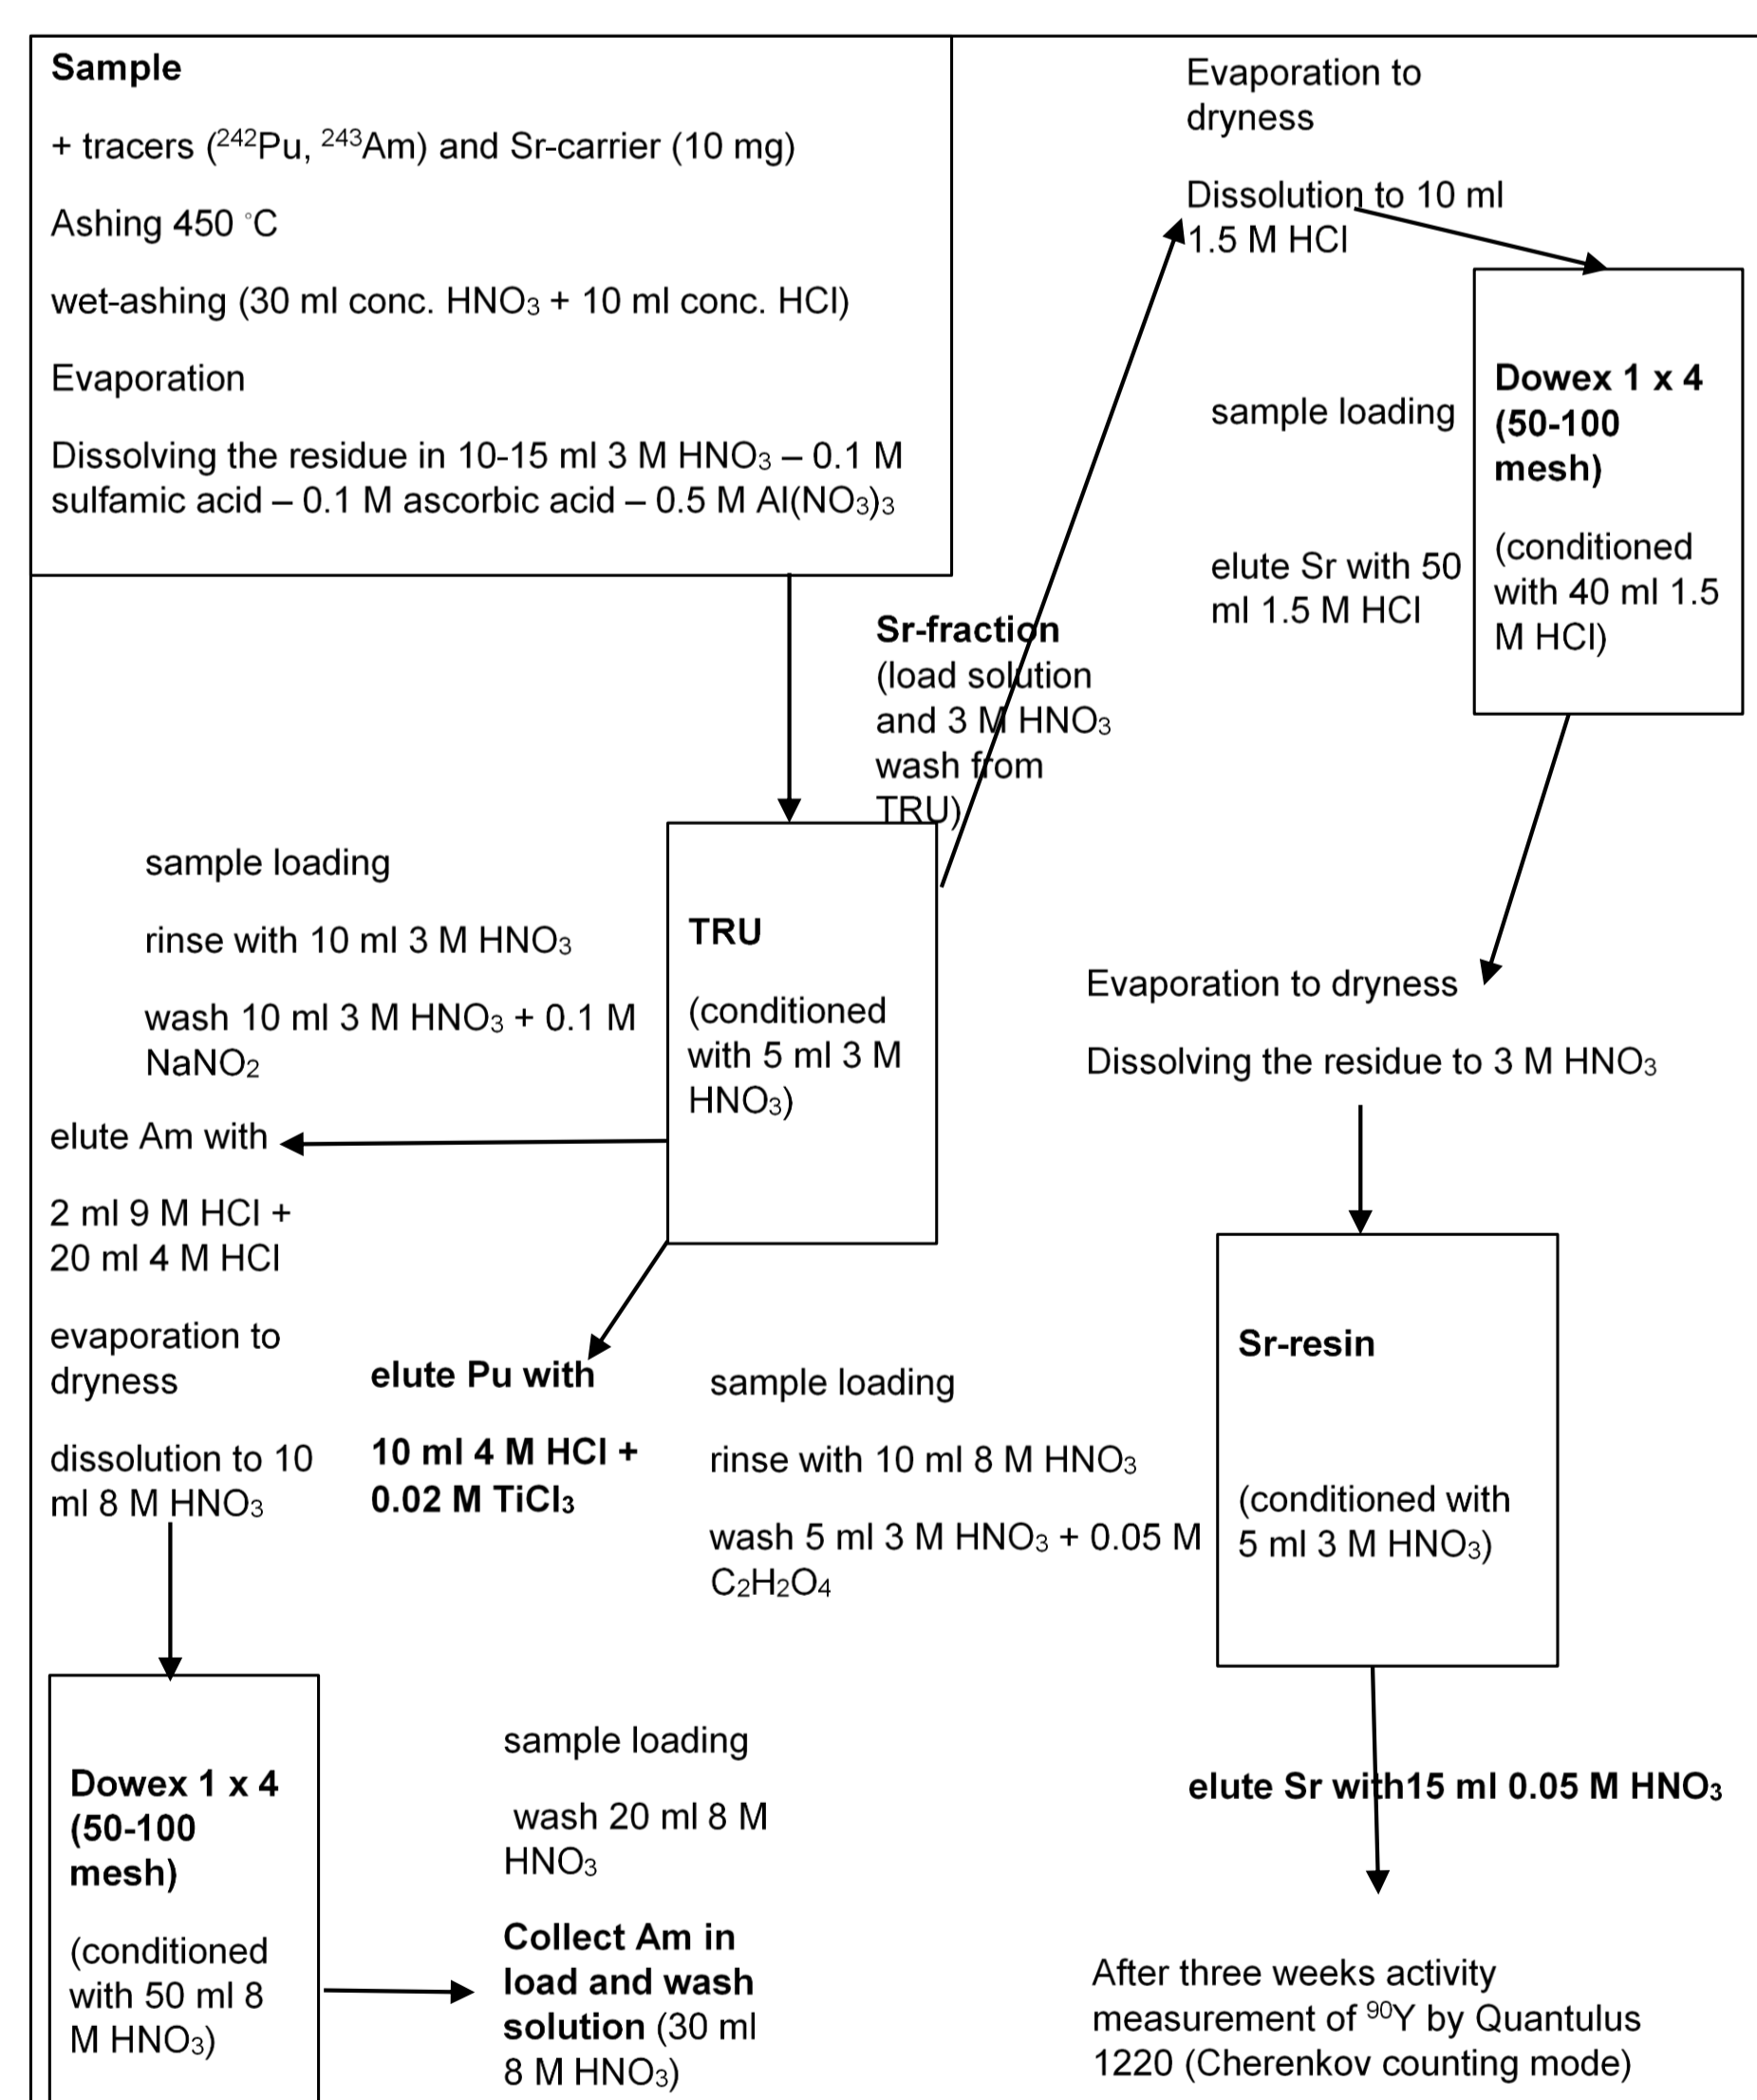 Sample
+ tracers (²⁴²Pu, ²⁴³Am) and Sr-carrier (10 mg)
Ashing 450 °C
wet-ashing (30 ml conc. HNO₃ + 10 ml conc. HCl)
Evaporation
Dissolving the residue in 10-15 ml 3 M HNO₃ – 0.1 M
sulfamic acid – 0.1 M ascorbic acid – 0.5 M Al(NO₃)₃
Evaporation to
dryness
Dissolution to 10 ml
1.5 M HCl
sample loading
elute Sr with 50
ml 1.5 M HCl
Dowex 1 x 4
(50-100
mesh)
(conditioned
with 40 ml 1.5
M HCl)
Sr-fraction
(load solution
and 3 M HNO₃
wash from
TRU)
sample loading
rinse with 10 ml 3 M HNO₃
wash 10 ml 3 M HNO₃ + 0.1 M
NaNO₂
TRU
(conditioned
with 5 ml 3 M
HNO₃)
Evaporation to dryness
Dissolving the residue to 3 M HNO₃
elute Am with
2 ml 9 M HCl +
20 ml 4 M HCl
evaporation to
dryness
dissolution to 10
ml 8 M HNO₃
elute Pu with
10 ml 4 M HCl +
0.02 M TiCl₃
sample loading
rinse with 10 ml 8 M HNO₃
wash 5 ml 3 M HNO₃ + 0.05 M
C₂H₂O₄
Sr-resin
(conditioned with
5 ml 3 M HNO₃)
Dowex 1 x 4
(50-100
mesh)
(conditioned
with 50 ml 8
M HNO₃)
sample loading
wash 20 ml 8 M
HNO₃
Collect Am in
load and wash
solution (30 ml
8 M HNO₃)
elute Sr with15 ml 0.05 M HNO₃
After three weeks activity
measurement of ⁹⁰Y by Quantulus
1220 (Cherenkov counting mode)